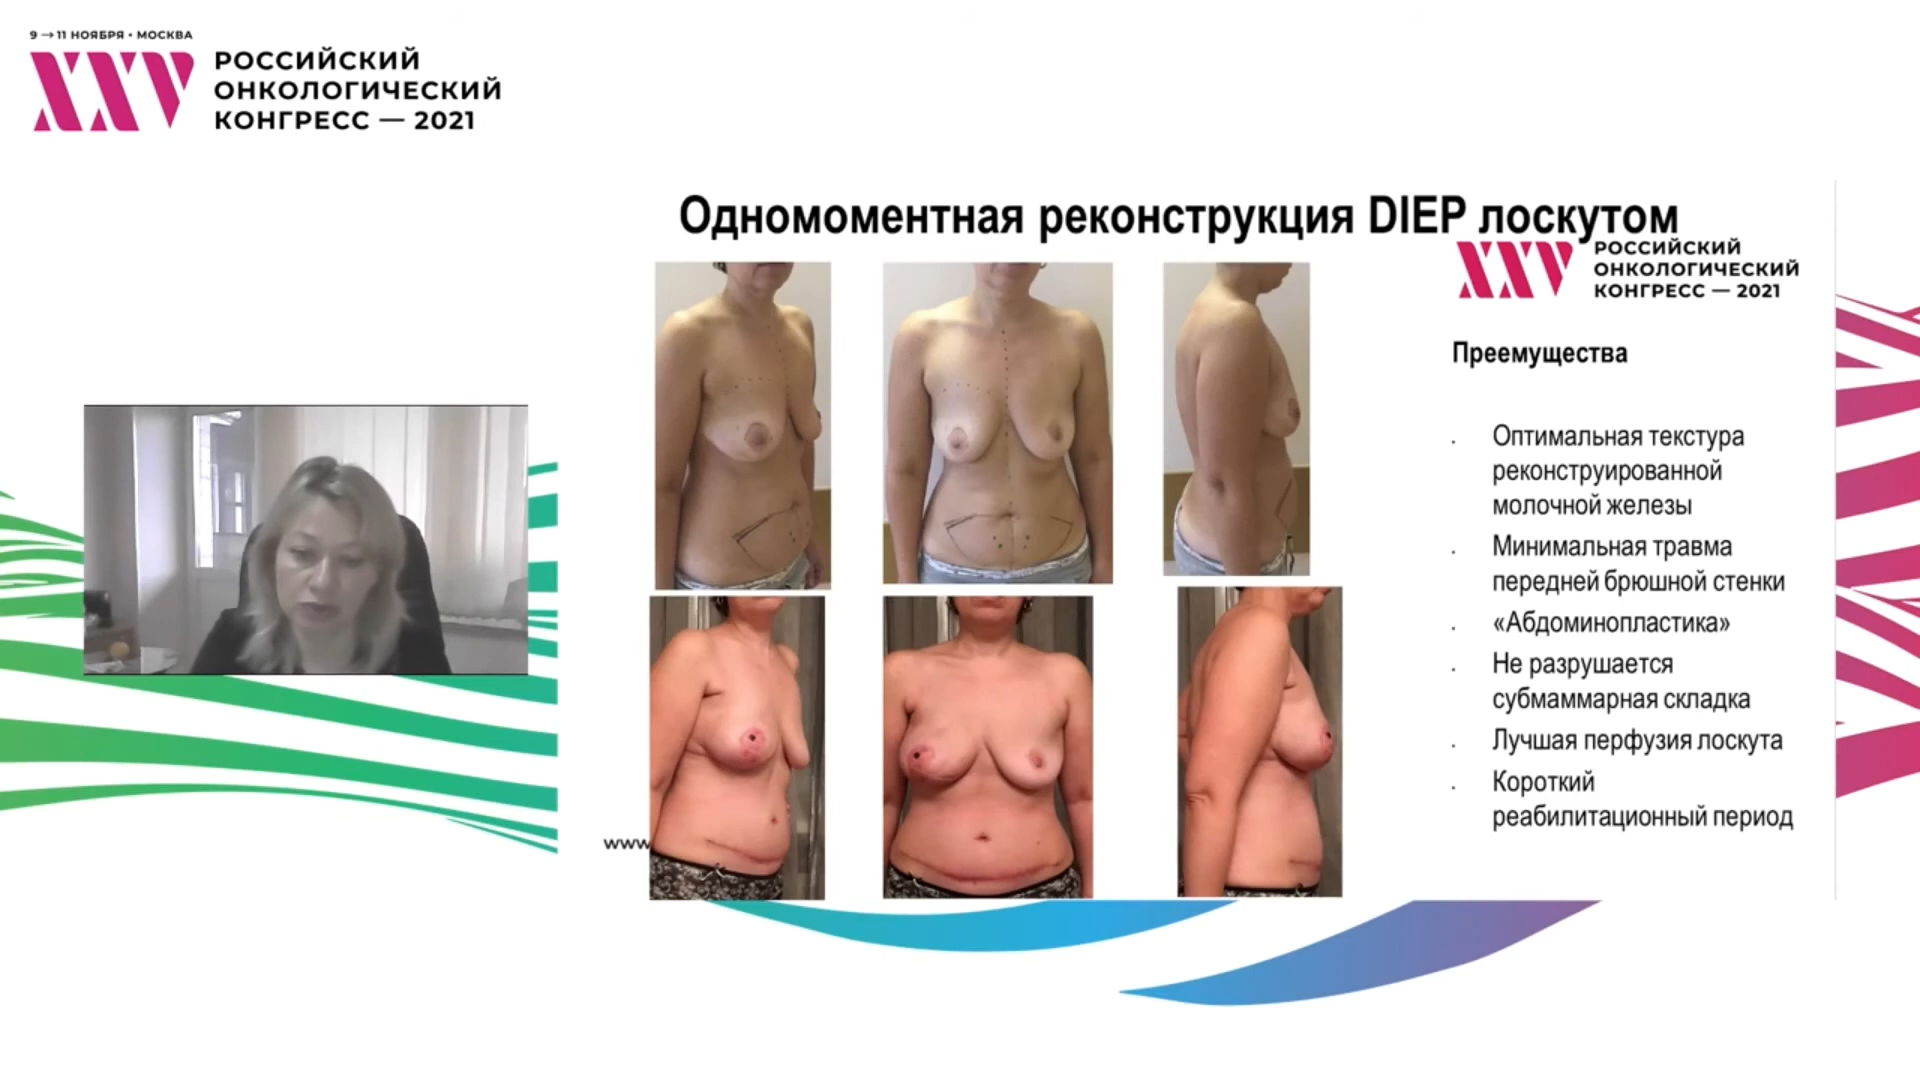 9 → 11 НОЯБРЯ • МОСКВА
XXV
РОССИЙСКИЙ
ОНКОЛОГИЧЕСКИЙ
КОНГРЕСС — 2021
Одномоментная реконструкция DIEP лоскутом
XXV
РОССИЙСКИЙ
ОНКОЛОГИЧЕСКИЙ
КОНГРЕСС — 2021
Преимущества
Оптимальная текстура
реконструированной
молочной железы
Минимальная травма
передней брюшной стенки
«Абдоминопластика»
Не разрушается
субмаммарная складка
Лучшая перфузия лоскута
Короткий
реабилитационный период
www